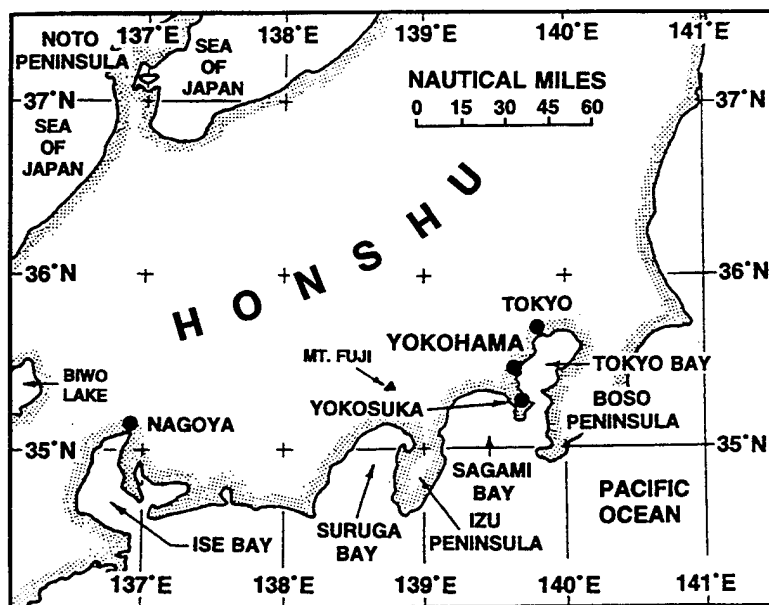 137°E
138°E
139°E
140°E
141°E
NOTO
PENINSULA
SEA
OF
JAPAN
NAUTICAL MILES
0 15 30 45 60
37°N
37°N
SEA
OF
JAPAN
HONSHU
36°N
36°N
TOKYO
YOKOHAMA
MT. FUJI
TOKYO BAY
BIWO
LAKE
YOKOSUKA
BOSO
PENINSULA
NAGOYA
35°N
35°N
SAGAMI
BAY
PACIFIC
OCEAN
ISE BAY
SURUGA
BAY
IZU
PENINSULA
137°E
138°E
139°E
140°E
141°E